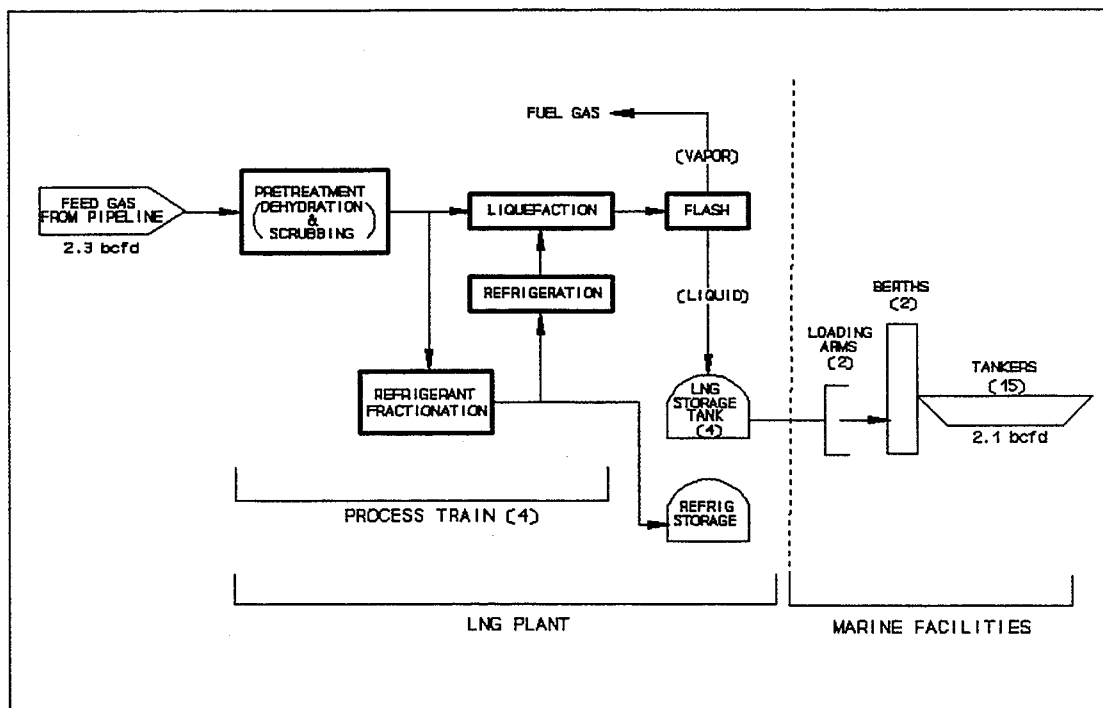 FUEL GAS
(VAPOR)
FEED GAS
FROM PIPELINE
2.3 bcfd
PRETREATMENT
(DEHYDRATION
&
SCRUBBING)
LIQUEFACTION
FLASH
REFRIGERATION
(LIQUID)
BERTHS
(2)
LOADING
ARMS
(2)
TANKERS
(15)
2.1 bcfd
REFRIGERANT
FRACTIONATION
LNG
STORAGE
TANK
(4)
REFRIG
STORAGE
PROCESS TRAIN (4)
LNG PLANT
MARINE FACILITIES